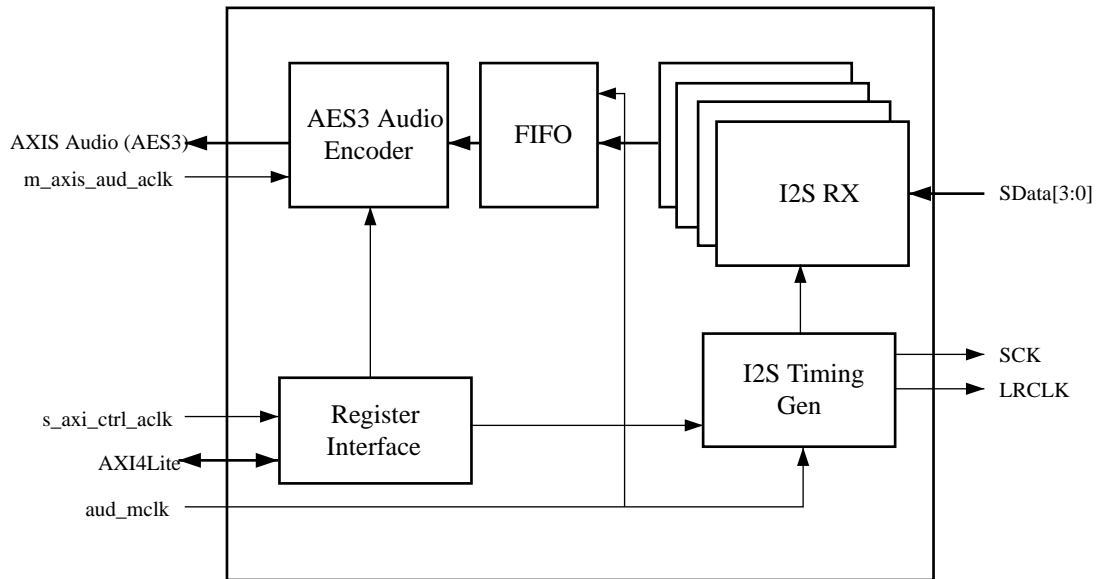 AES3 Audio
Encoder
FIFO
I2S RX
AXIS Audio (AES3)
m_axis_aud_aclk
SData[3:0]
I2S Timing
Gen
SCK
LRCLK
Register
Interface
s_axi_ctrl_aclk
AXI4Lite
aud_mclk